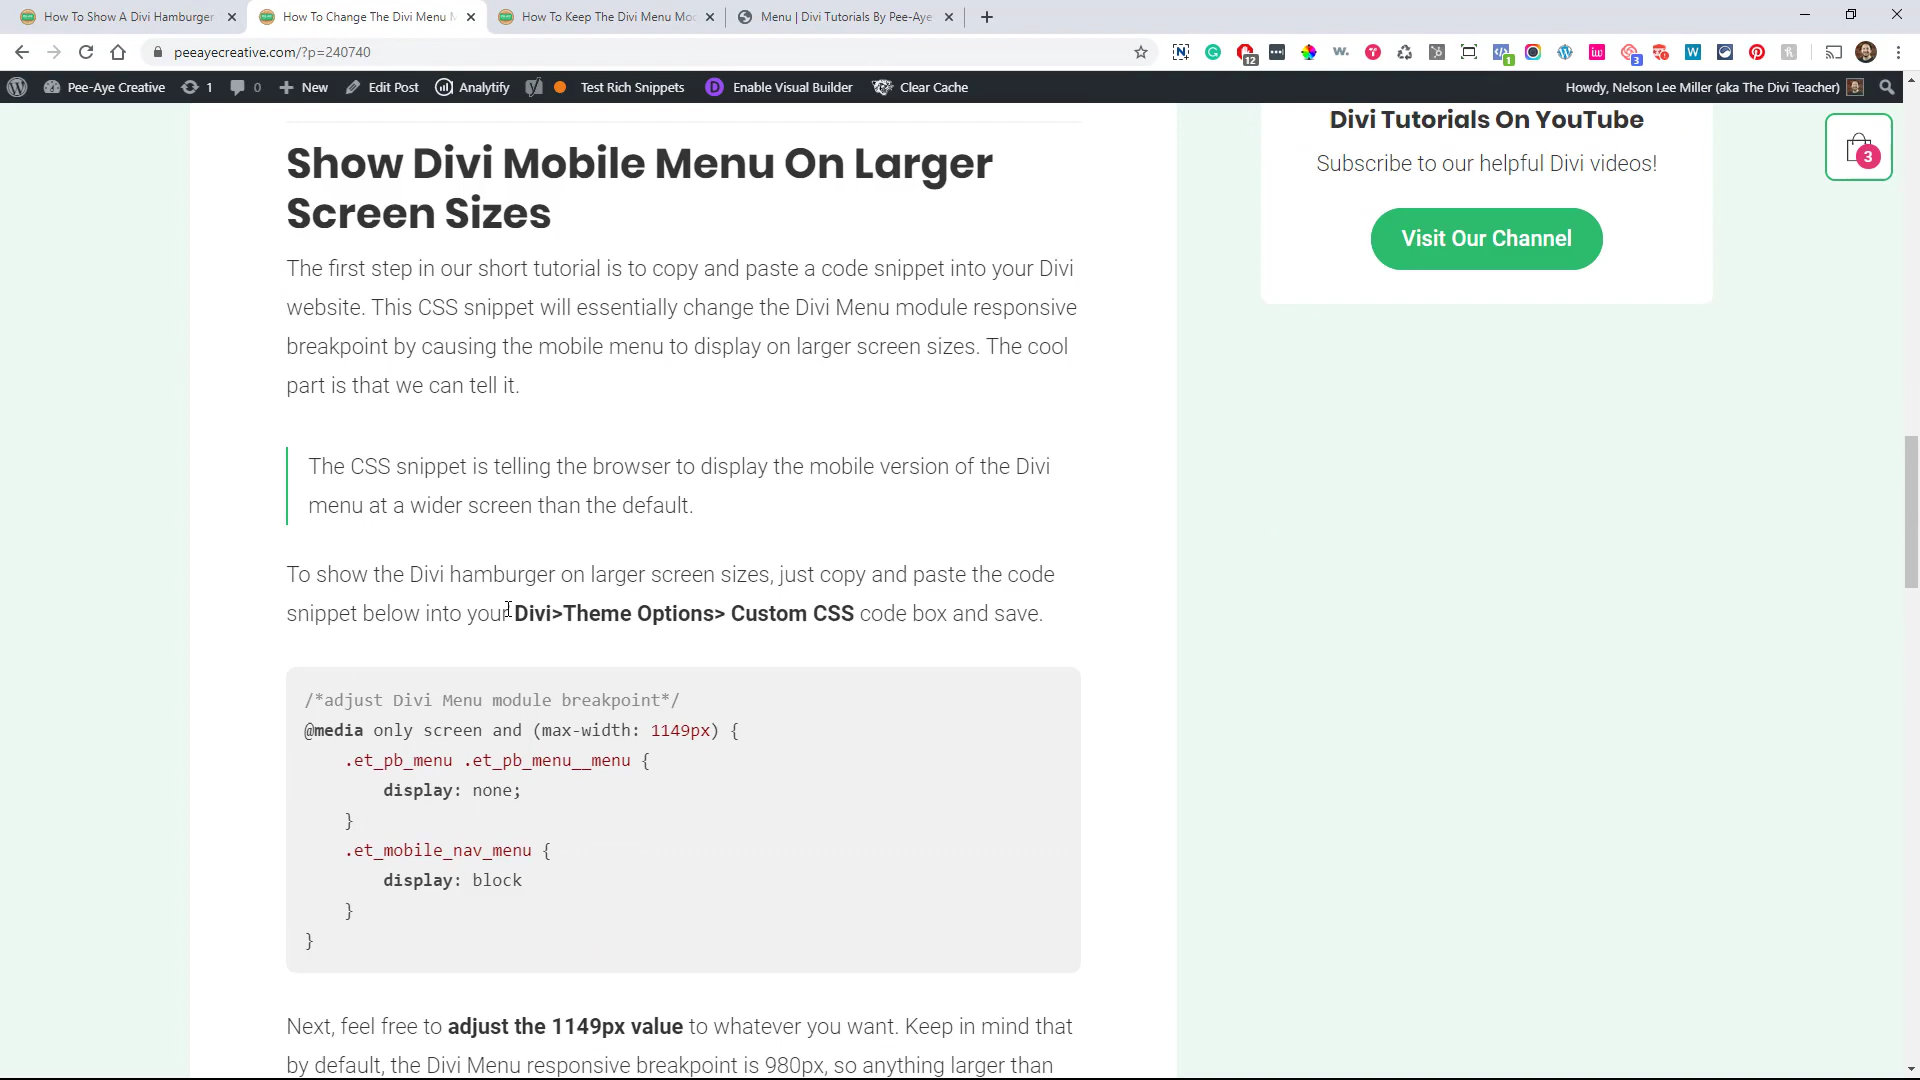 How To Show A Divi Hamburger
How To Change The Divi Menu M
How To Keep The Divi Menu Mod
Menu | Divi Tutorials By Pee-Aye
peeayecreative.com/?p=240740
12
1
3
Pee-Aye Creative
1
0
New
Edit Post
Analytify
Test Rich Snippets
D
Enable Visual Builder
Clear Cache
Howdy, Nelson Lee Miller (aka The Divi Teacher)
Show Divi Mobile Menu On Larger
Screen Sizes
The first step in our short tutorial is to copy and paste a code snippet into your Divi
website. This CSS snippet will essentially change the Divi Menu module responsive
breakpoint by causing the mobile menu to display on larger screen sizes. The cool
part is that we can tell it.
The CSS snippet is telling the browser to display the mobile version of the Divi
menu at a wider screen than the default.
To show the Divi hamburger on larger screen sizes, just copy and paste the code
snippet below into your Divi>Theme Options> Custom CSS code box and save.
/*adjust Divi Menu module breakpoint*/
@media only screen and (max-width: 1149px) {
.et_pb_menu .et_pb_menu__menu {
display: none;
}
.et_mobile_nav_menu {
display: block
}
}
Next, feel free to adjust the 1149px value to whatever you want. Keep in mind that
by default, the Divi Menu responsive breakpoint is 980px, so anything larger than
Divi Tutorials On YouTube
Subscribe to our helpful Divi videos!
Visit Our Channel
3